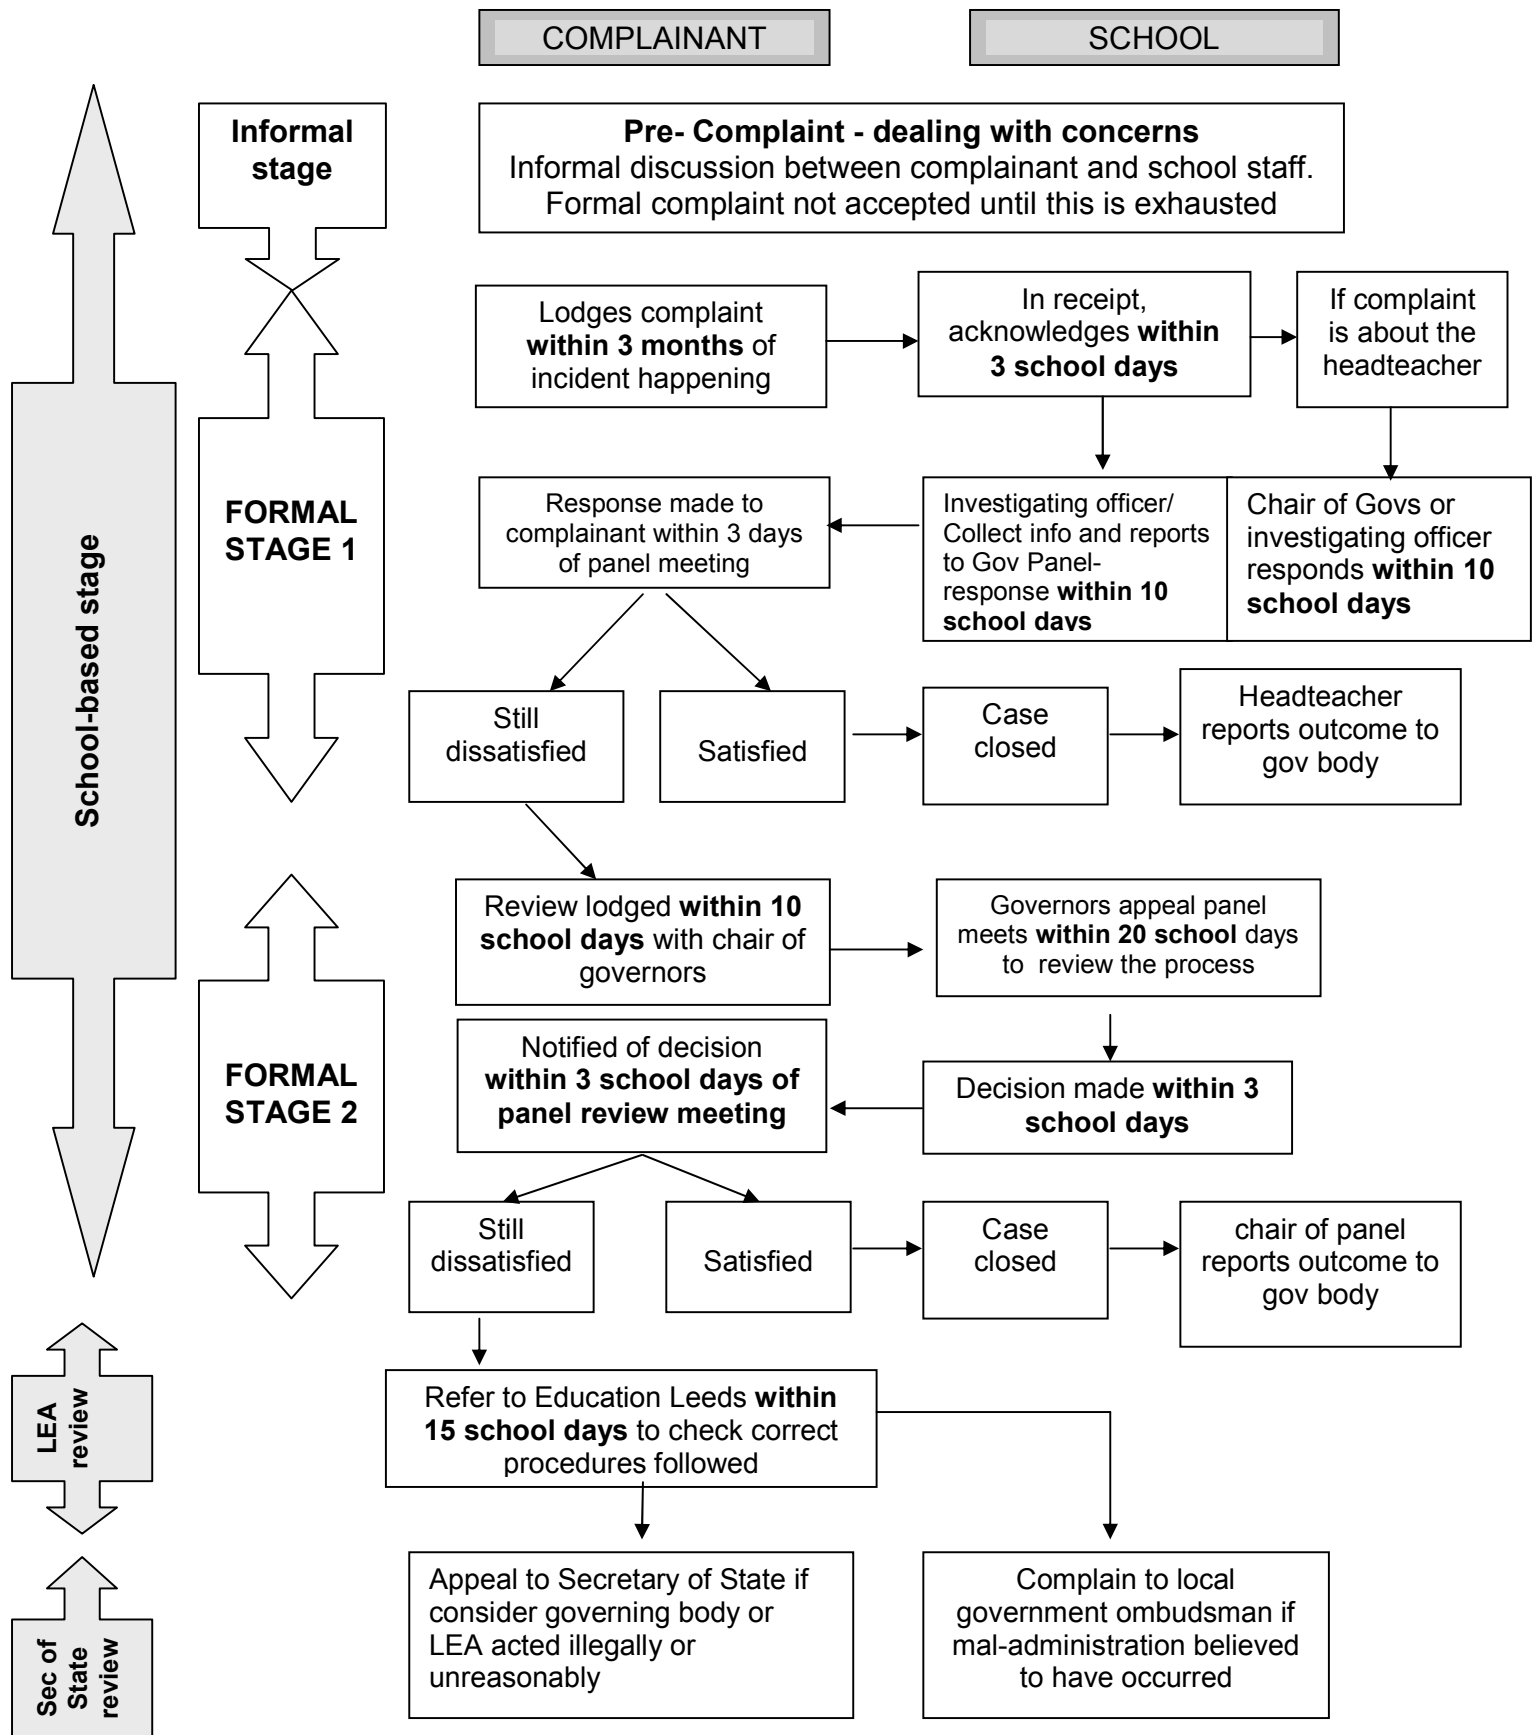 COMPLAINANT
SCHOOL
Informal
stage
Pre- Complaint - dealing with concerns
Informal discussion between complainant and school staff.
Formal complaint not accepted until this is exhausted
Lodges complaint
within 3 months of
incident happening
In receipt,
acknowledges within
3 school days
If complaint
is about the
headteacher
School-based stage
FORMAL
STAGE 1
Response made to
complainant within 3 days
of panel meeting
Investigating officer/
Collect info and reports
to Gov Panel-
response within 10
school days
Chair of Govs or
investigating officer
responds within 10
school days
Still
dissatisfied
Satisfied
Case
closed
Headteacher
reports outcome to
gov body
Review lodged within 10
school days with chair of
governors
Governors appeal panel
meets within 20 school days
to review the process
FORMAL
STAGE 2
Notified of decision
within 3 school days of
panel review meeting
Decision made within 3
school days
Still
dissatisfied
Satisfied
Case
closed
chair of panel
reports outcome to
gov body
LEA
review
Refer to Education Leeds within
15 school days to check correct
procedures followed
Sec of
State
review
Appeal to Secretary of State if
consider governing body or
LEA acted illegally or
unreasonably
Complain to local
government ombudsman if
mal-administration believed
to have occurred